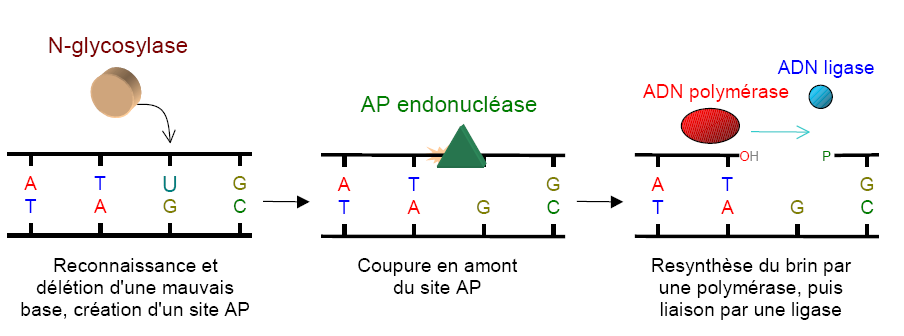 N-glycosylase
A T U G
T A G C
Reconnaissance et
délétion d'une mauvais
base, création d'un site AP
AP endonucléase
A T G
T A G C
Coupure en amont
du site AP
ADN ligase
ADN polymérase
OH P
A T G
T A G C
Resynthèse du brin par
une polymérase, puis
liaison par une ligase